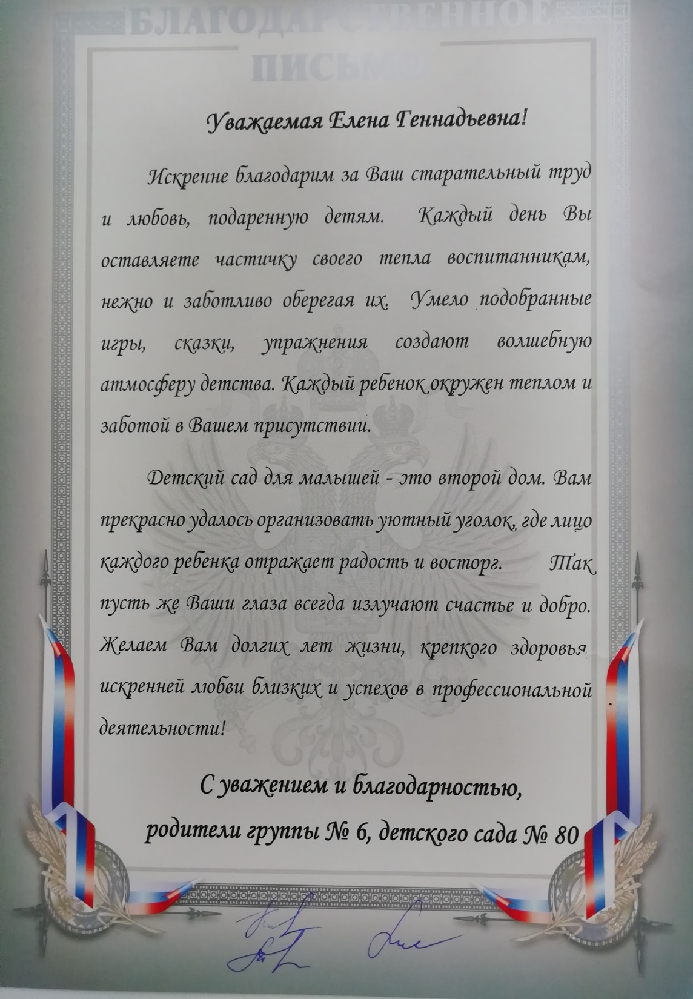 БЛАГОДАРСТВЕННОЕ
ПИСЬМО
Уважаемая Елена Геннадьевна!
Искренне благодарим за Ваш старательный труд
и любовь, подаренную детям. Каждый день Вы
оставляете частичку своего тепла воспитанникам,
нежно и заботливо оберегая их. Умело подобранные
игры, сказки, упражнения создают волшебную
атмосферу детства. Каждый ребенок окружен теплом и
заботой в Вашем присутствии.
Детский сад для малышей - это второй дом. Вам
прекрасно удалось организовать уютный уголок, где лицо
каждого ребенка отражает радость и восторг. Так
пусть же Ваши глаза всегда излучают счастье и добро.
Желаем Вам долгих лет жизни, крепкого здоровья
искренней любви близких и успехов в профессиональной
деятельности!
С уважением и благодарностью,
родители группы № 6, детского сада № 80